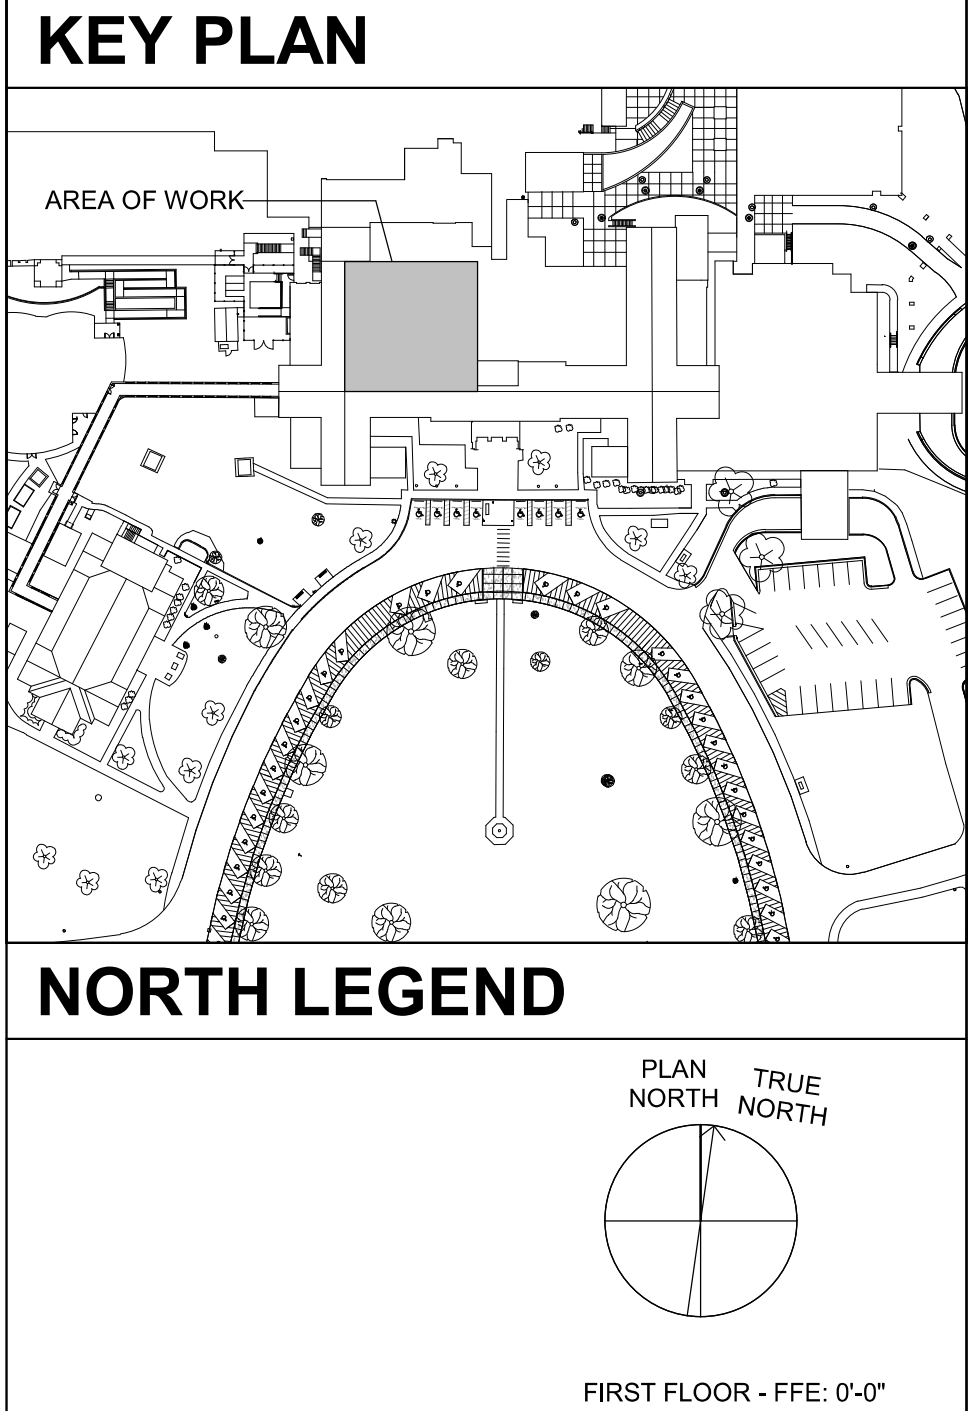 KEY PLAN
AREA OF WORK
NORTH LEGEND
PLAN
NORTH
TRUE
NORTH
FIRST FLOOR - FFE: 0'-0"